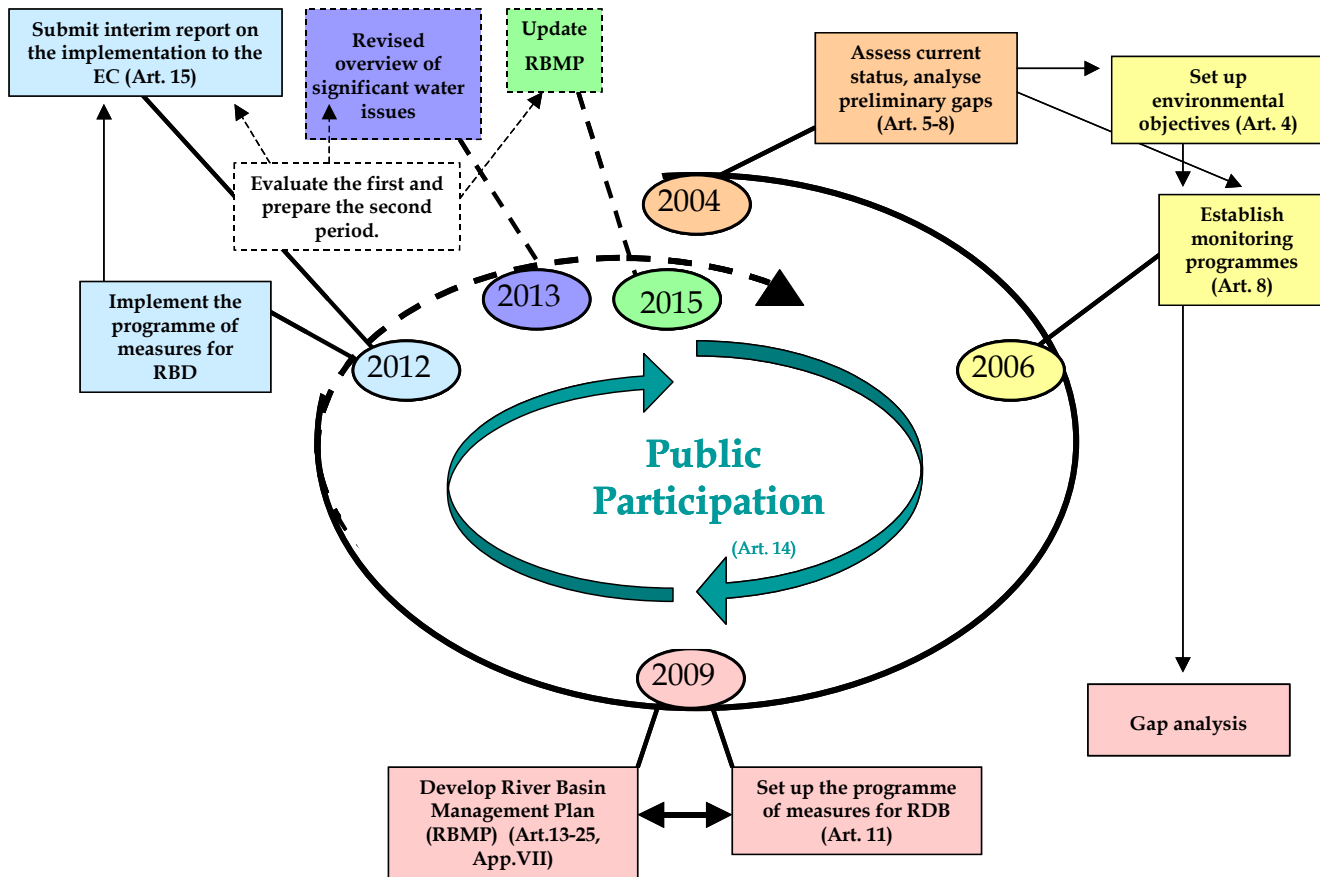 Submit interim report on
the implementation to the
EC (Art. 15)
Revised
overview of
significant water
issues
Update
RBMP
Assess current
status, analyse
preliminary gaps
(Art. 5-8)
Set up
environmental
objectives (Art. 4)
Evaluate the first and
prepare the second
period.
2004
Establish
monitoring
programmes
(Art. 8)
Implement the
programme of
measures for
RBD
2013
2015
2012
2006
Public
Participation
(Art. 14)
2009
Gap analysis
Develop River Basin
Management Plan
(RBMP) (Art.13-25,
App.VII)
Set up the programme
of measures for RDB
(Art. 11)